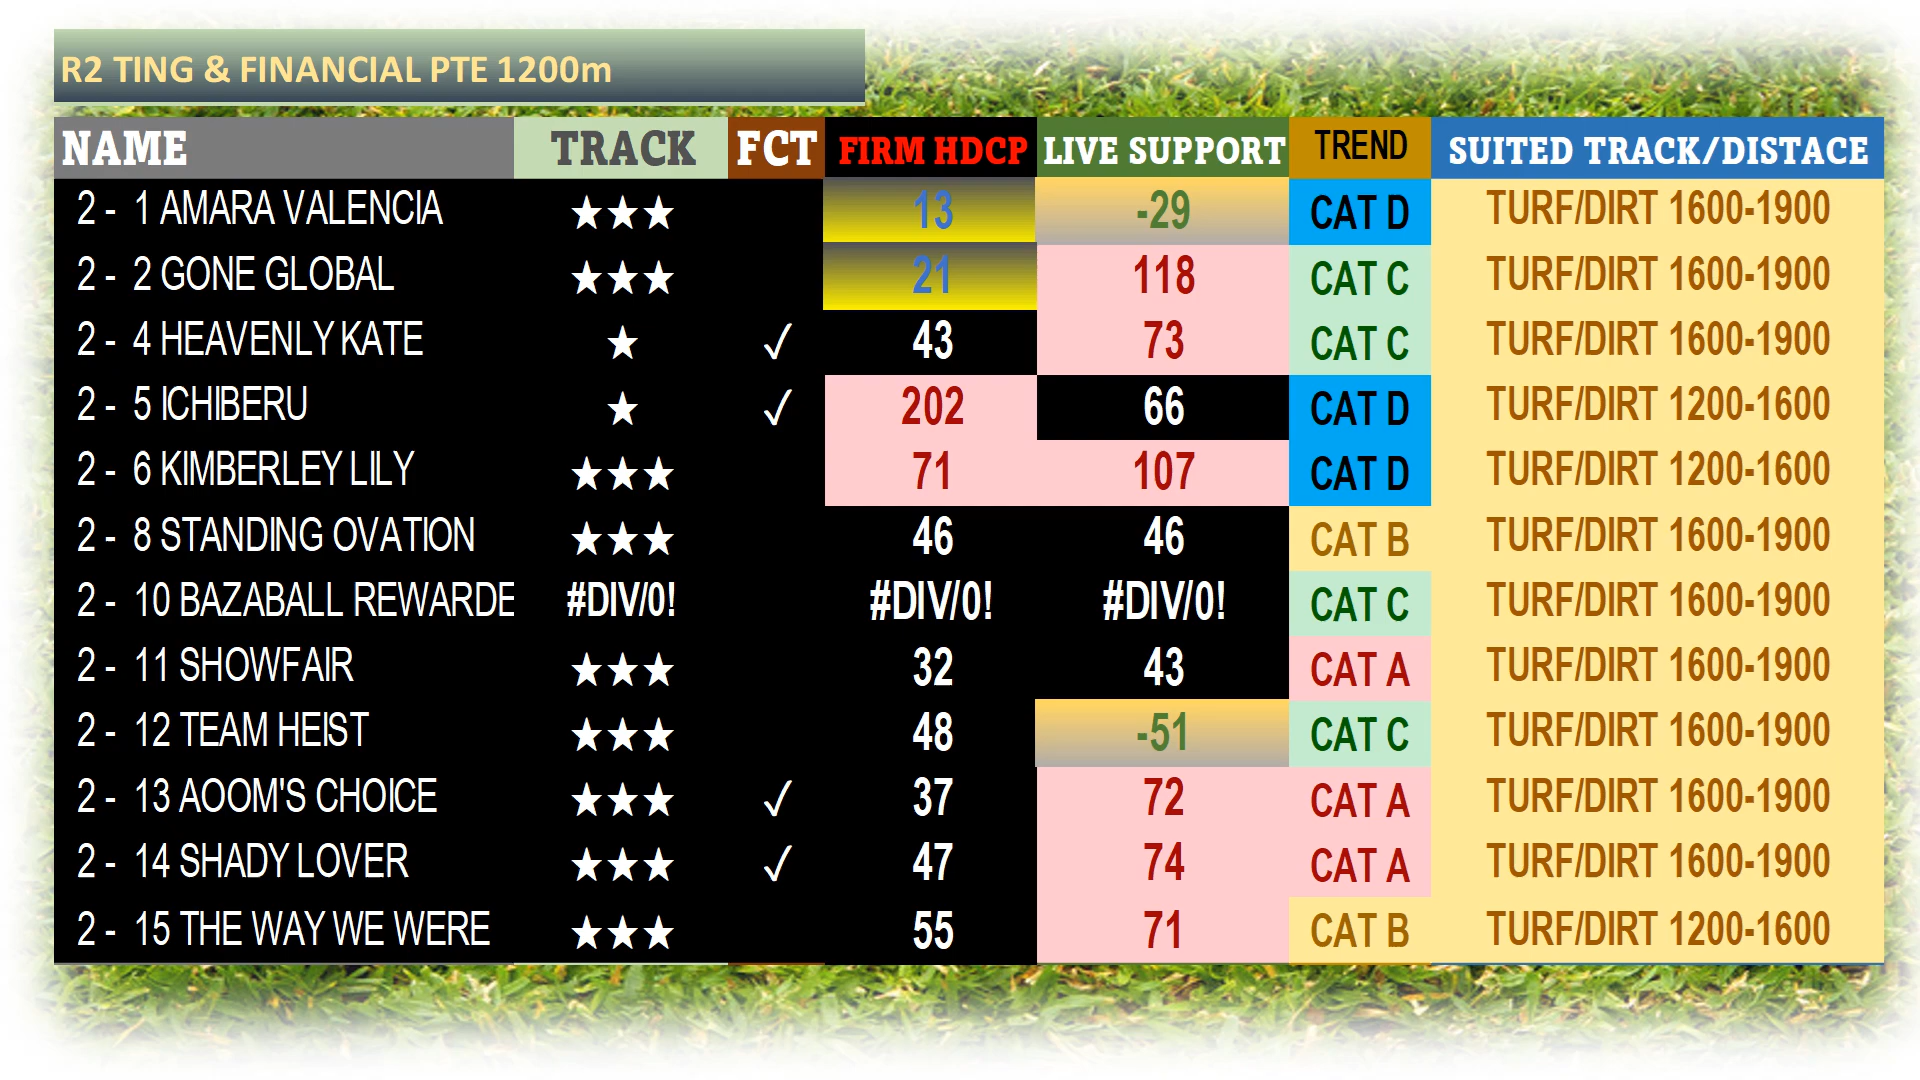 R2 TING & FINANCIAL PTE 1200m
NAME TRACK FCT FIRM HDCP LIVE SUPPORT TREND SUITED TRACK/DISTACE
2 - 1 AMARA VALENCIA ★★★ 13 -29 CAT D TURF/DIRT 1600-1900
2 - 2 GONE GLOBAL ★★★ 21 118 CAT C TURF/DIRT 1600-1900
2 - 4 HEAVENLY KATE ★ ✓ 43 73 CAT C TURF/DIRT 1600-1900
2 - 5 ICHIBERU ★ ✓ 202 66 CAT D TURF/DIRT 1200-1600
2 - 6 KIMBERLEY LILY ★★★ 71 107 CAT D TURF/DIRT 1200-1600
2 - 8 STANDING OVATION ★★★ 46 46 CAT B TURF/DIRT 1600-1900
2 - 10 BAZABALL REWARDE #DIV/0! #DIV/0! #DIV/0! CAT C TURF/DIRT 1600-1900
2 - 11 SHOWFAIR ★★★ 32 43 CAT A TURF/DIRT 1600-1900
2 - 12 TEAM HEIST ★★★ 48 -51 CAT C TURF/DIRT 1600-1900
2 - 13 AOOM'S CHOICE ★★★ ✓ 37 72 CAT A TURF/DIRT 1600-1900
2 - 14 SHADY LOVER ★★★ ✓ 47 74 CAT A TURF/DIRT 1600-1900
2 - 15 THE WAY WE WERE ★★★ 55 71 CAT B TURF/DIRT 1200-1600